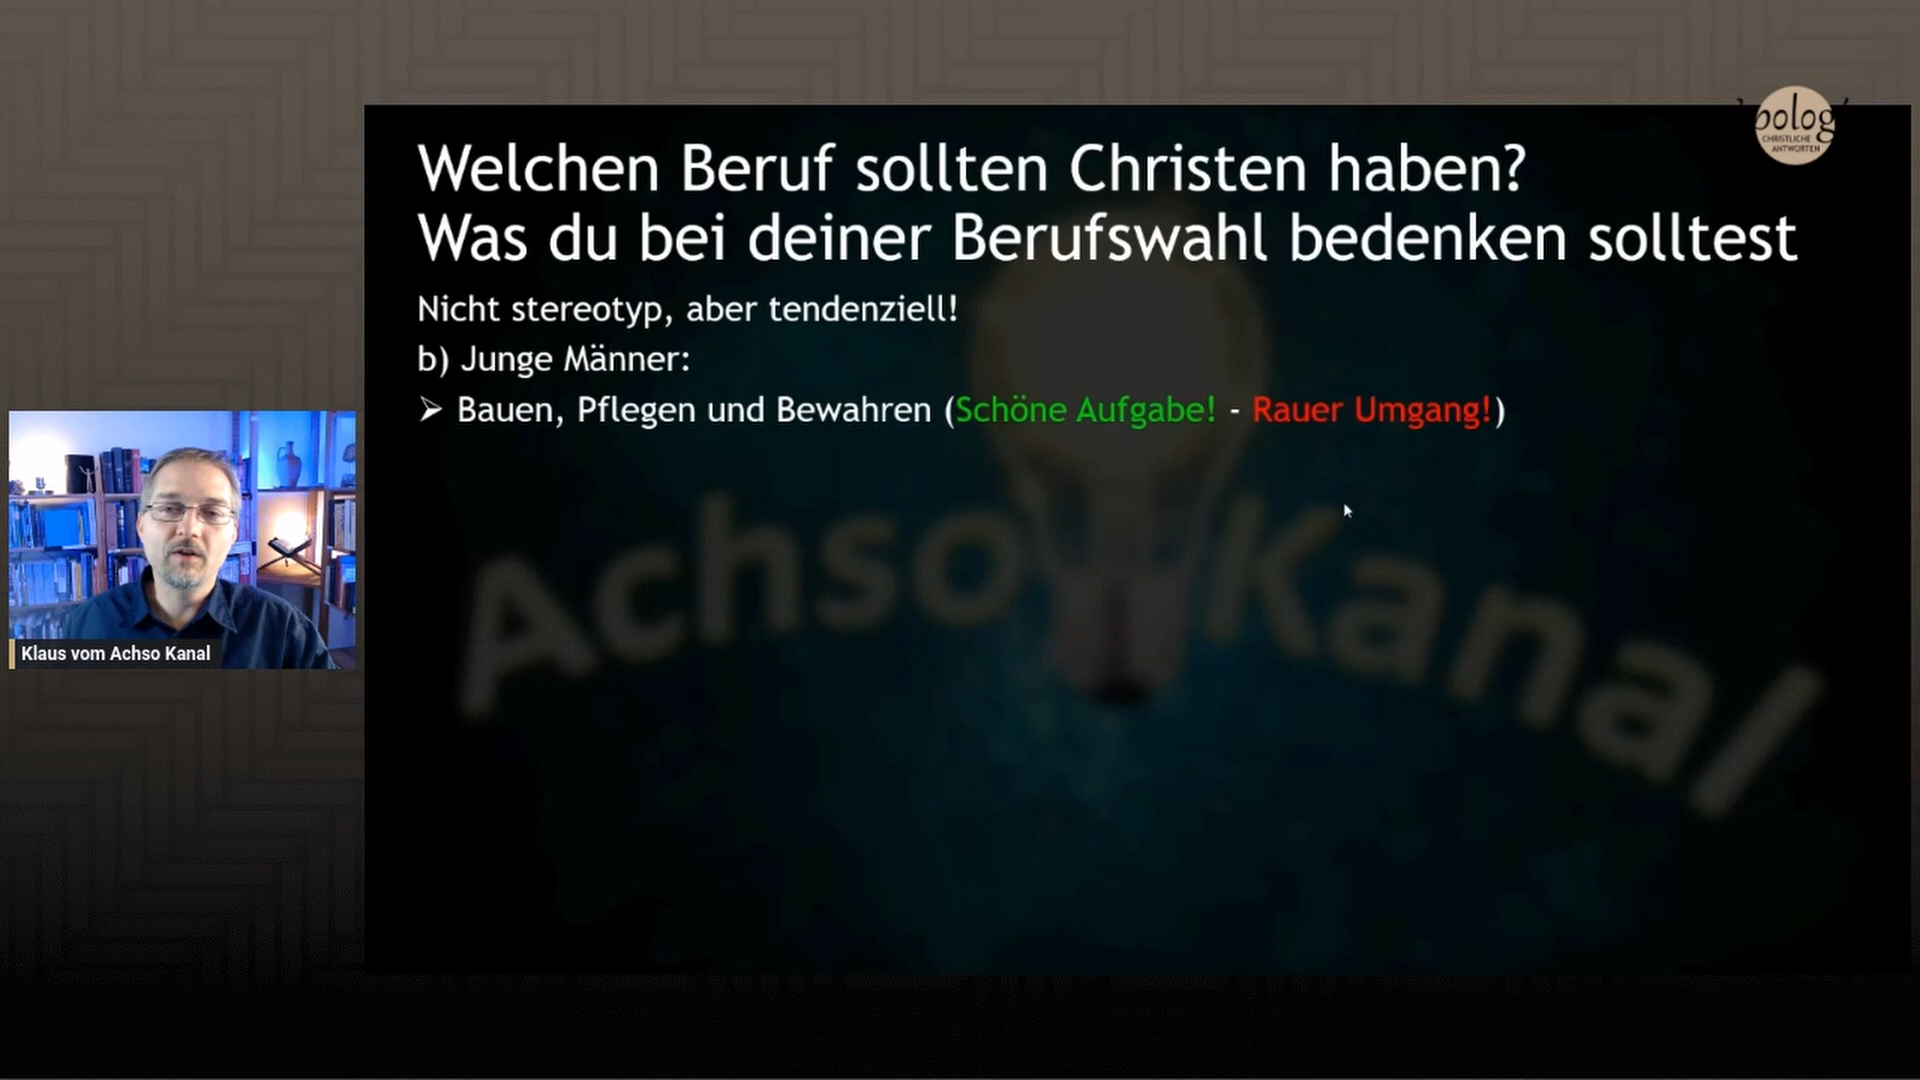 polog
CHRISTLICHE
ANTWORTEN
Welchen Beruf sollten Christen haben?
Was du bei deiner Berufswahl bedenken solltest
Nicht stereotyp, aber tendenziell!
b) Junge Männer:
➢ Bauen, Pflegen und Bewahren (Schöne Aufgabe! - Rauer Umgang!)
Achso Kanal
Klaus vom Achso Kanal